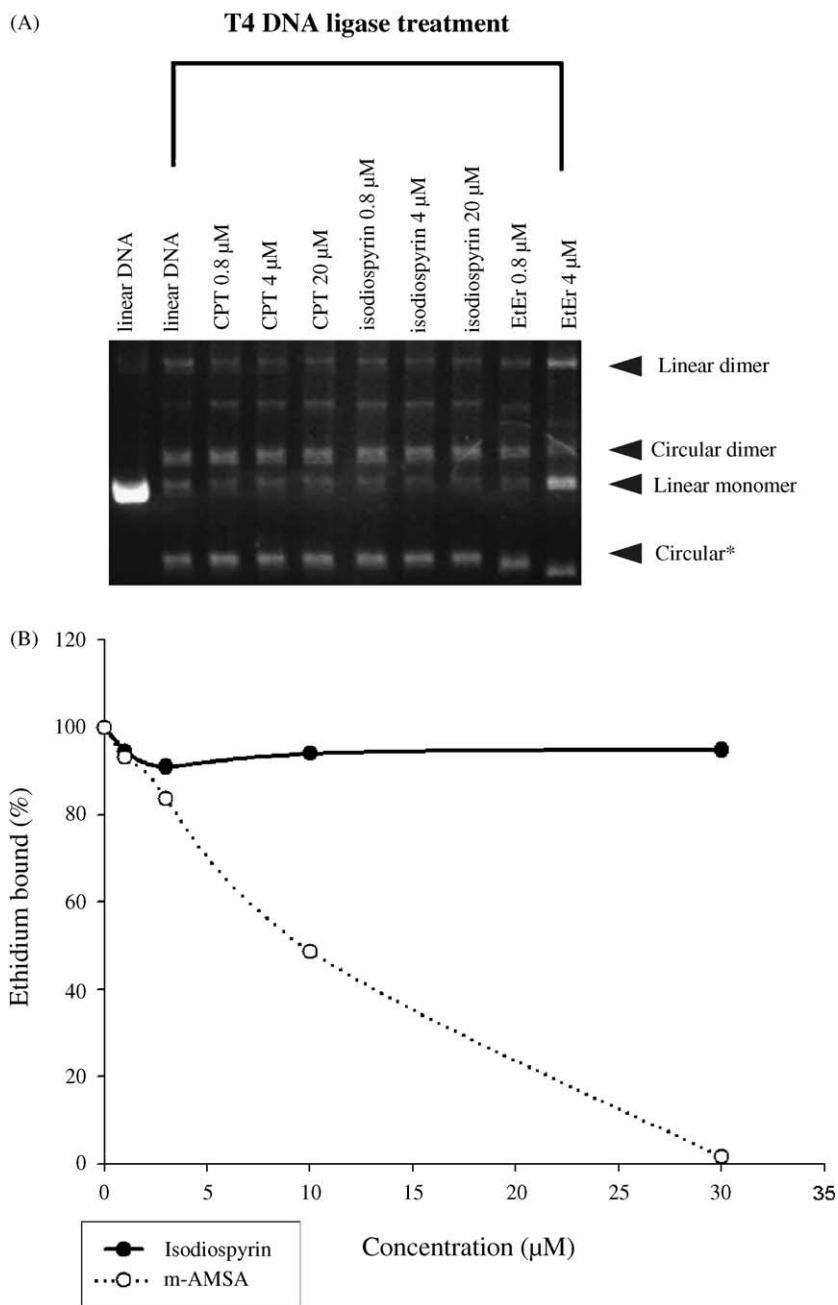 (A)
T4 DNA ligase treatment
linear DNA
linear DNA
CPT 0.8 µM
CPT 4 µM
CPT 20 µM
isodiospyrin 0.8 µM
isodiospyrin 4 µM
isodiospyrin 20 µM
EtEr 0.8 µM
EtEr 4 µM
Linear dimer
Circular dimer
Linear monomer
Circular*
(B)
120
100
80
60
40
20
0
Ethidium bound (%)
0 5 10 15 20 25 30 35
Concentration (µM)
Isodiospyrin
m-AMSA